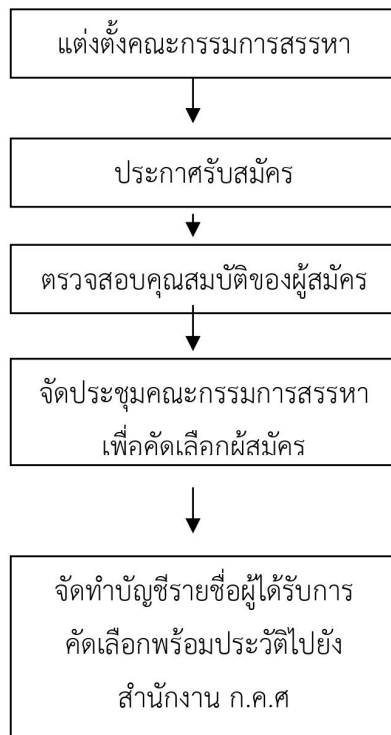 แต่งตั้งคณะกรรมการสรรหา
ประกาศรับสมัคร
ตรวจสอบคุณสมบัติของผู้สมัคร
จัดประชุมคณะกรรมการสรรหา
เพื่อคัดเลือกผ้สมัคร
จัดทำบัญชีรายชื่อผู้ได้รับการ
คัดเลือกพร้อมประวัติไปยัง
สำนักงาน ก.ค.ศ